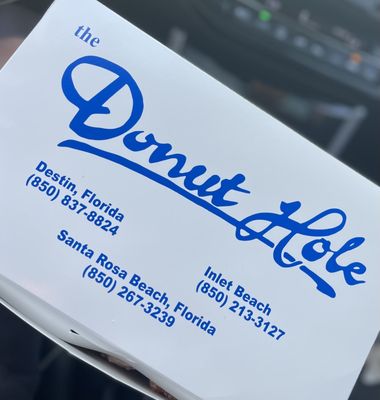 the
Donut Hole
Destin, Florida
(850) 837-8824
Santa Rosa Beach, Florida
(850) 267-3239
Inlet Beach
(850) 213-3127